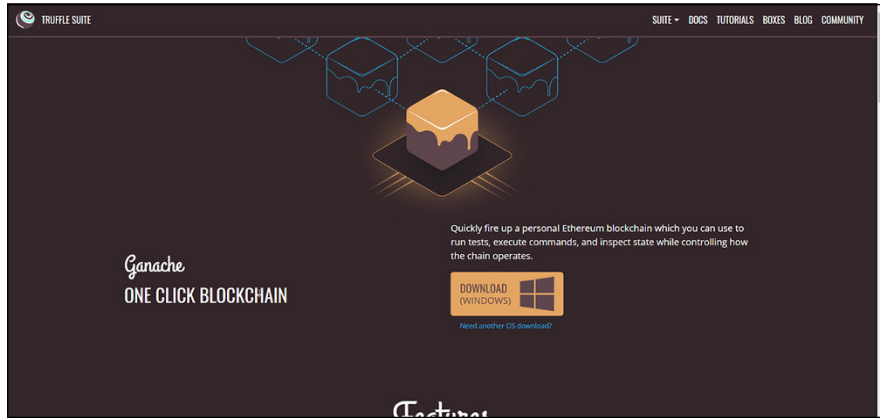 TRUFFLE SUITE
SUITE DOCS TUTORIALS BOXES BLOG COMMUNITY
Quickly fire up a personal Ethereum blockchain which you can use to
run tests, execute commands, and inspect state while controlling how
the chain operates.
Ganache
ONE CLICK BLOCKCHAIN
DOWNLOAD
(WINDOWS)
Need another OS download?
Features